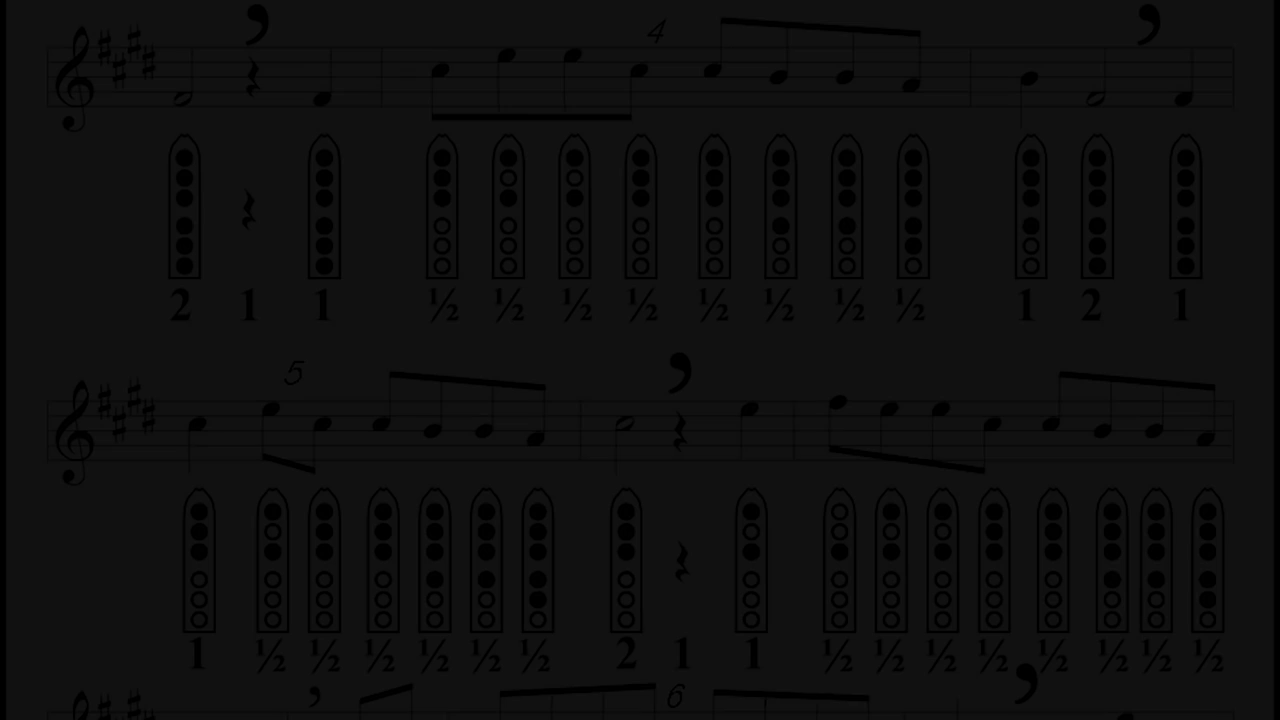 4
2 1 1 ½ ½ ½ ½ ½ ½ ½ ½ 1 2 1
5
1 ½ ½ ½ ½ ½ ½ 2 1 1 ½ ½ ½ ½ ½ ½ ½ ½
6